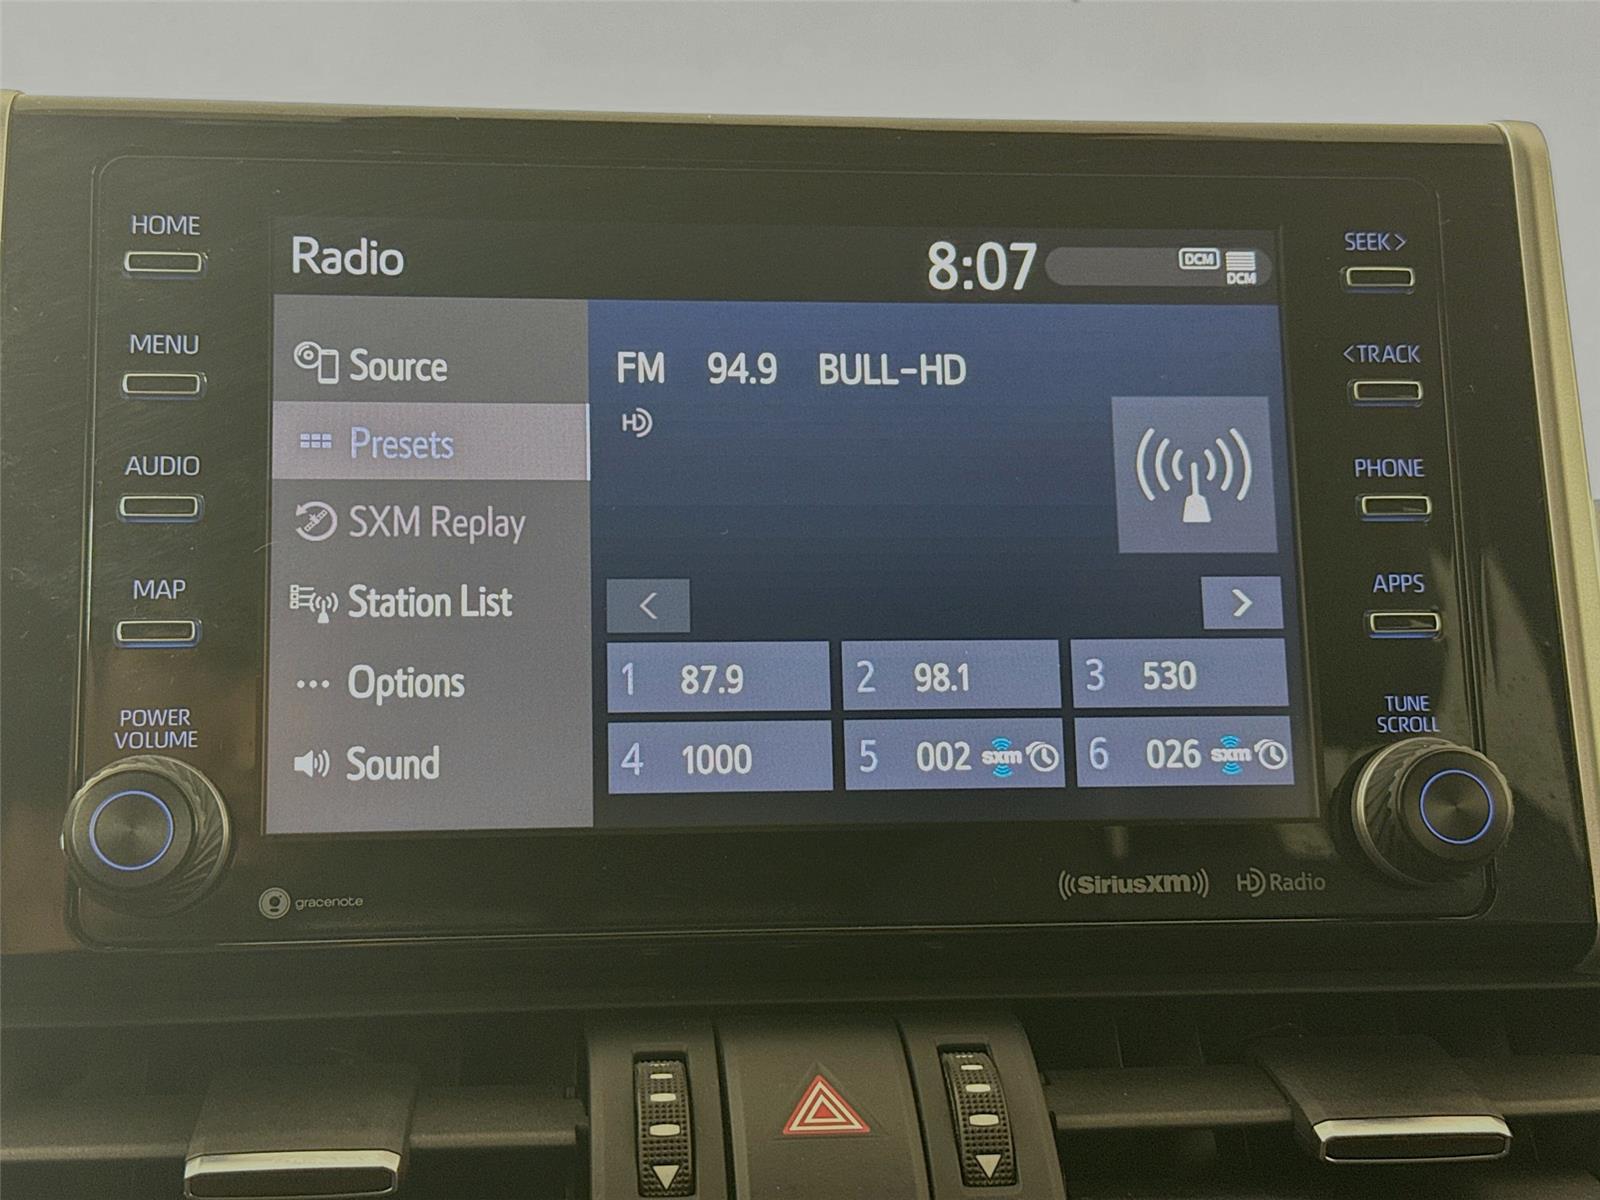 HOME
MENU
AUDIO
MAP
POWER
VOLUME
Radio
8:07
DCM
DCM
Source
Presets
SXM Replay
Station List
Options
Sound
FM 94.9 BULL-HD
HD
<
>
1 87.9
2 98.1
3 530
4 1000
5 002 sxm
6 026 sxm
SEEK>
<TRACK
PHONE
APPS
TUNE
SCROLL
gracenote
((SiriusXM))
HD Radio